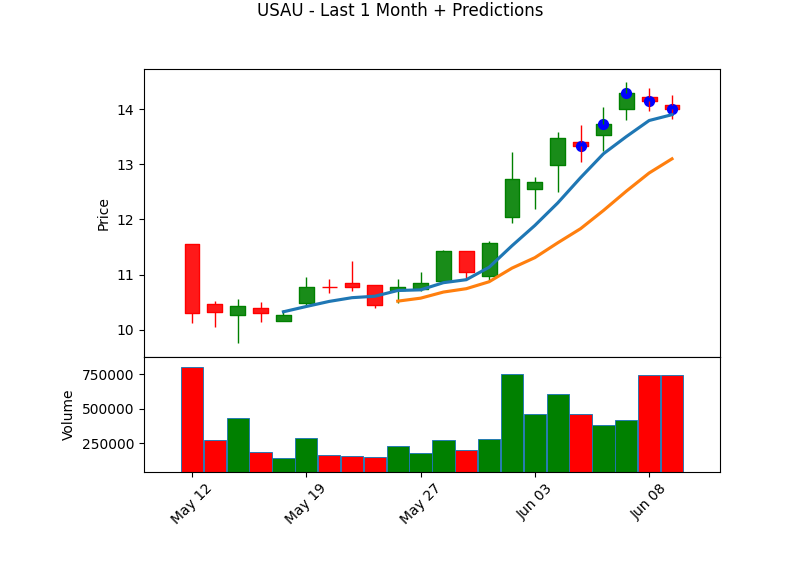 USAU - Last 1 Month + Predictions
14
13
12
11
10
Price
750000
500000
250000
Volume
May 12
May 19
May 27
Jun 03
Jun 08